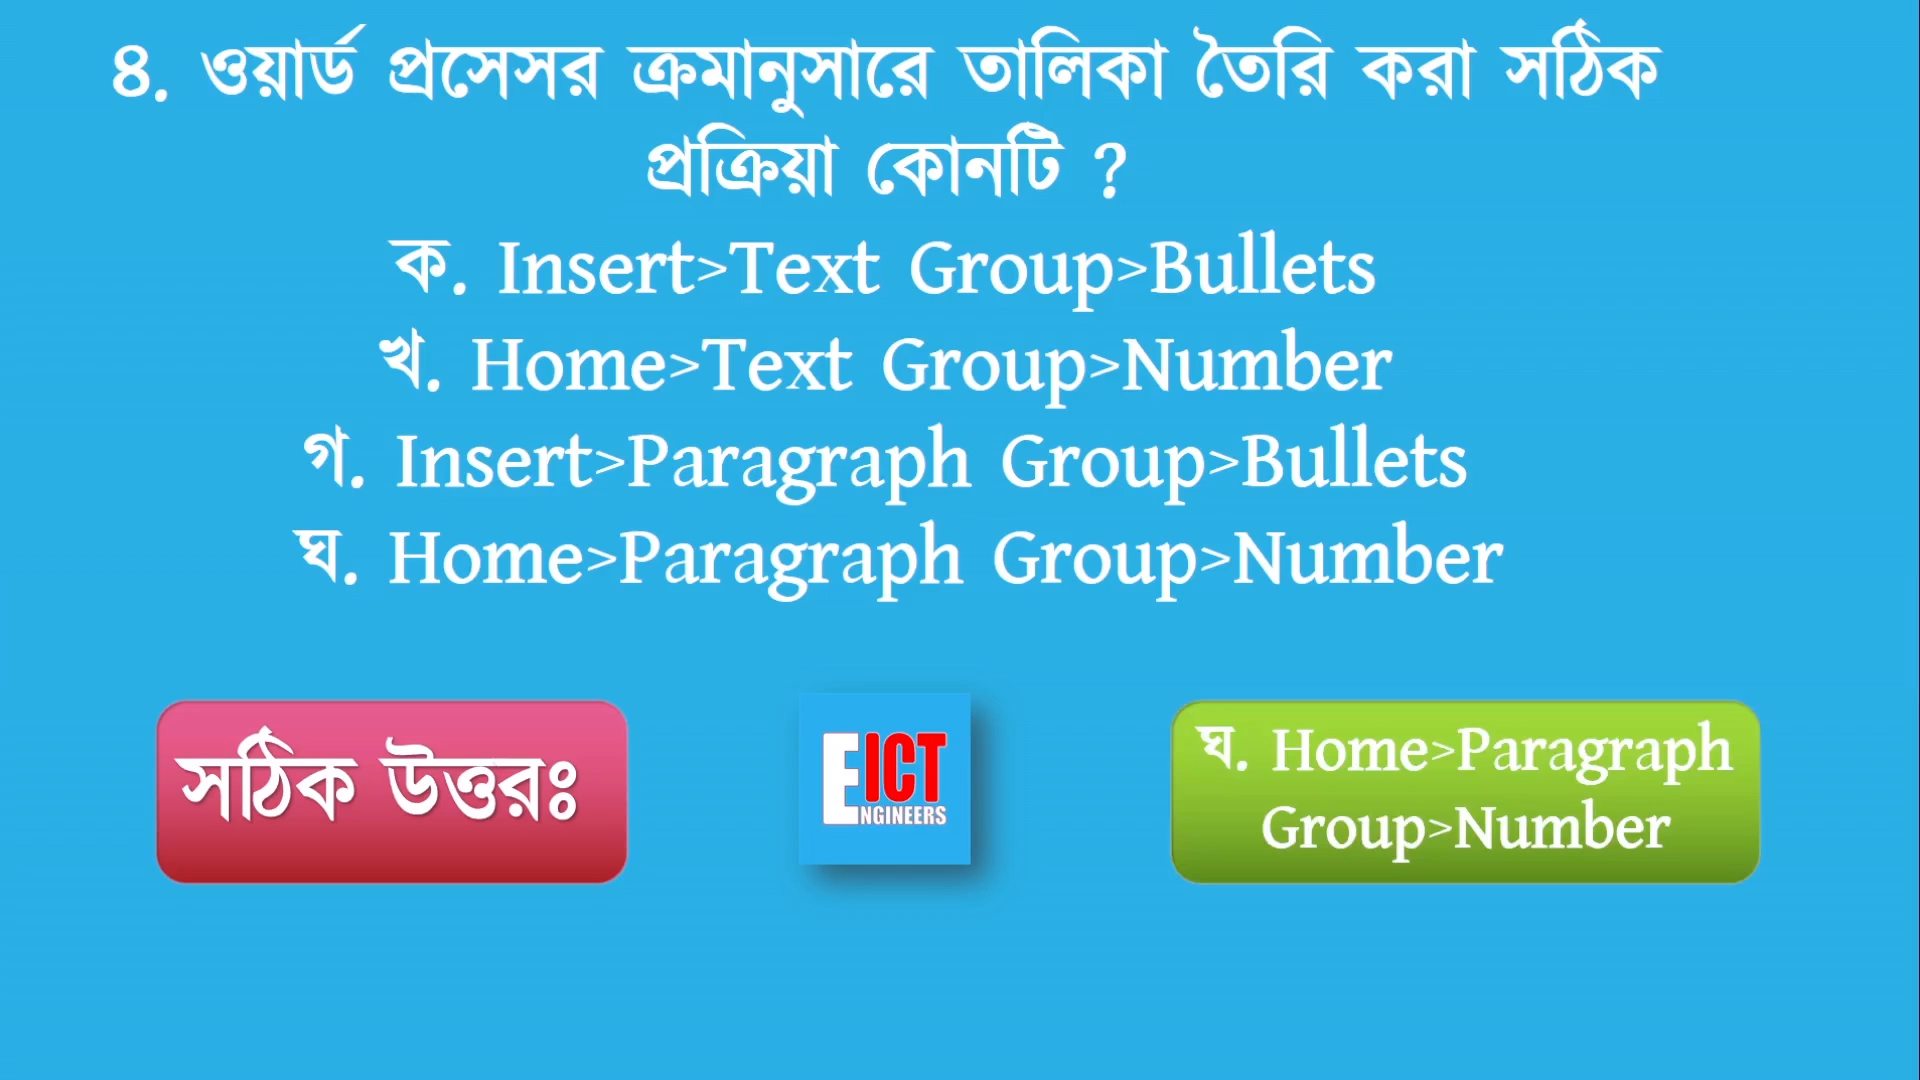 ৪. ওয়ার্ড প্রসেসর ক্রমানুসারে তালিকা তৈরি করা সঠিক
প্রক্রিয়া কোনটি ?
ক. Insert>Text Group>Bullets
খ. Home>Text Group>Number
গ. Insert>Paragraph Group>Bullets
ঘ. Home>Paragraph Group>Number
সঠিক উত্তরঃ
EICT
NGINEERS
ঘ. Home>Paragraph
Group>Number